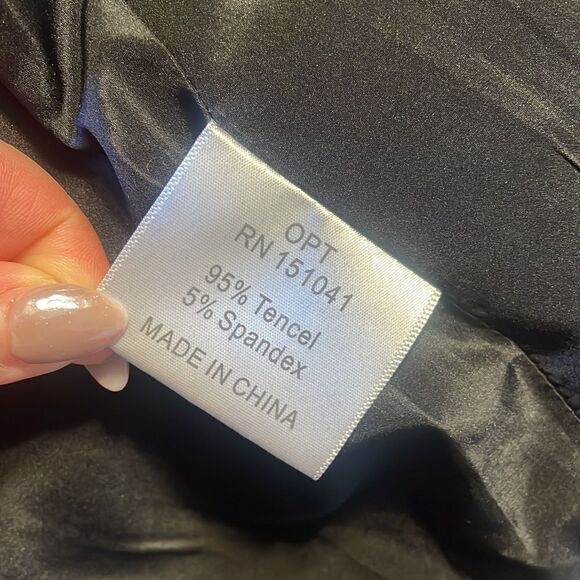 OPT
RN 151041
95% Tencel
5% Spandex
MADE IN CHINA